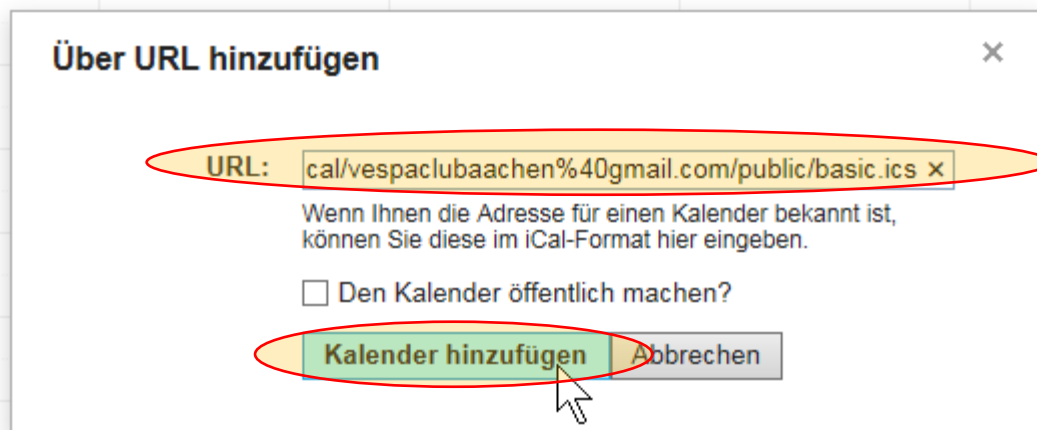 Über URL hinzufügen
×
URL: cal/vespaclubaachen%40gmail.com/public/basic.ics ×
Wenn Ihnen die Adresse für einen Kalender bekannt ist,
können Sie diese im iCal-Format hier eingeben.
Den Kalender öffentlich machen?
Kalender hinzufügen Abbrechen